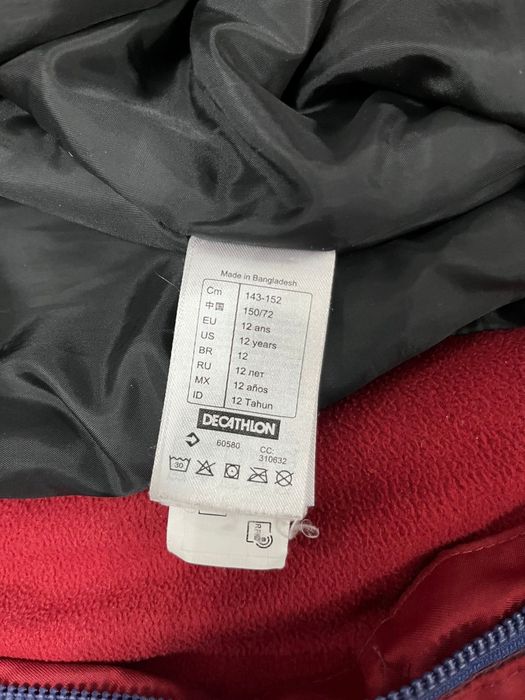 Made in Bangladesh
Cm 143-152
中国 150/72
EU 12 ans
US 12 years
BR 12
RU 12 лет
MX 12 años
ID 12 Tahun
DECATHLON
60580 CC:
310632
30